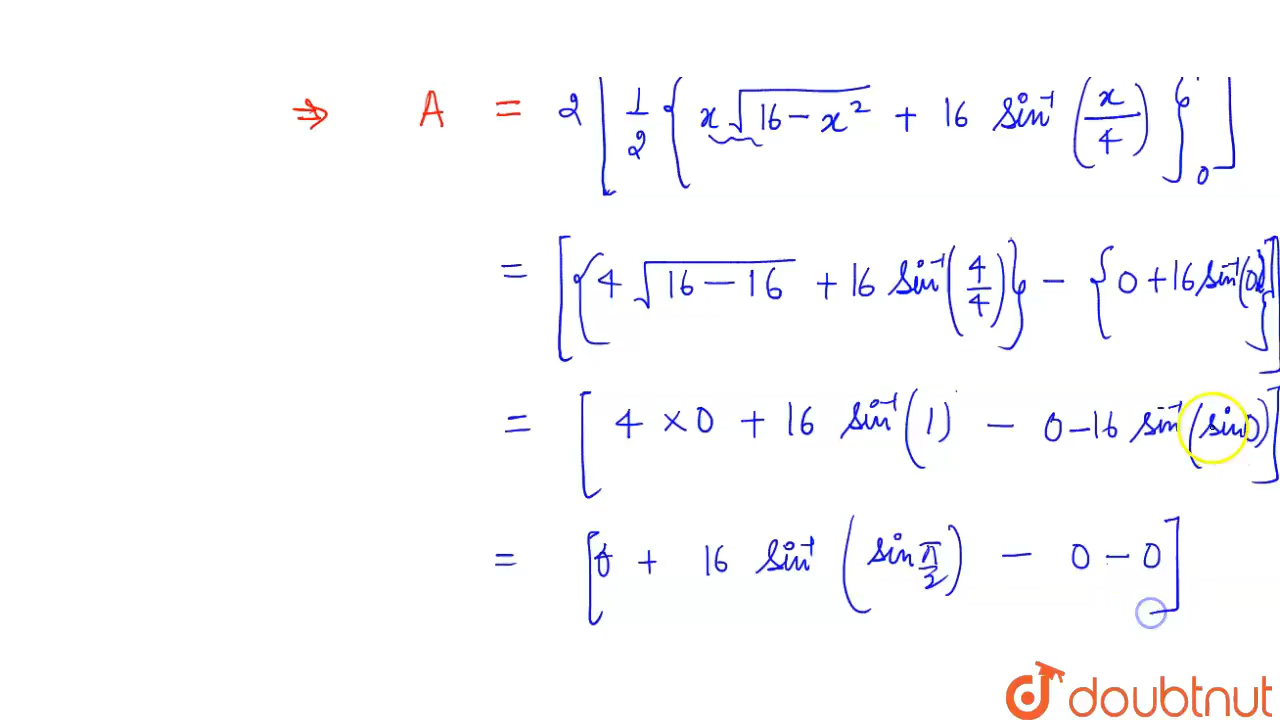 ⇒ A = 2 [ 1/2 { x√(16 − x²) + 16 sin⁻¹ (x/4) }₀ ]
= [ { 4 √(16 − 16) + 16 sin⁻¹ (4/4) } − { 0 + 16 sin⁻¹ (0) } ]
= [ 4 × 0 + 16 sin⁻¹ (1) − 0 − 16 sin⁻¹ (sin 0) ]
= [ 0 + 16 sin⁻¹ ( sin π/2 ) − 0 − 0 ]
doubtnut